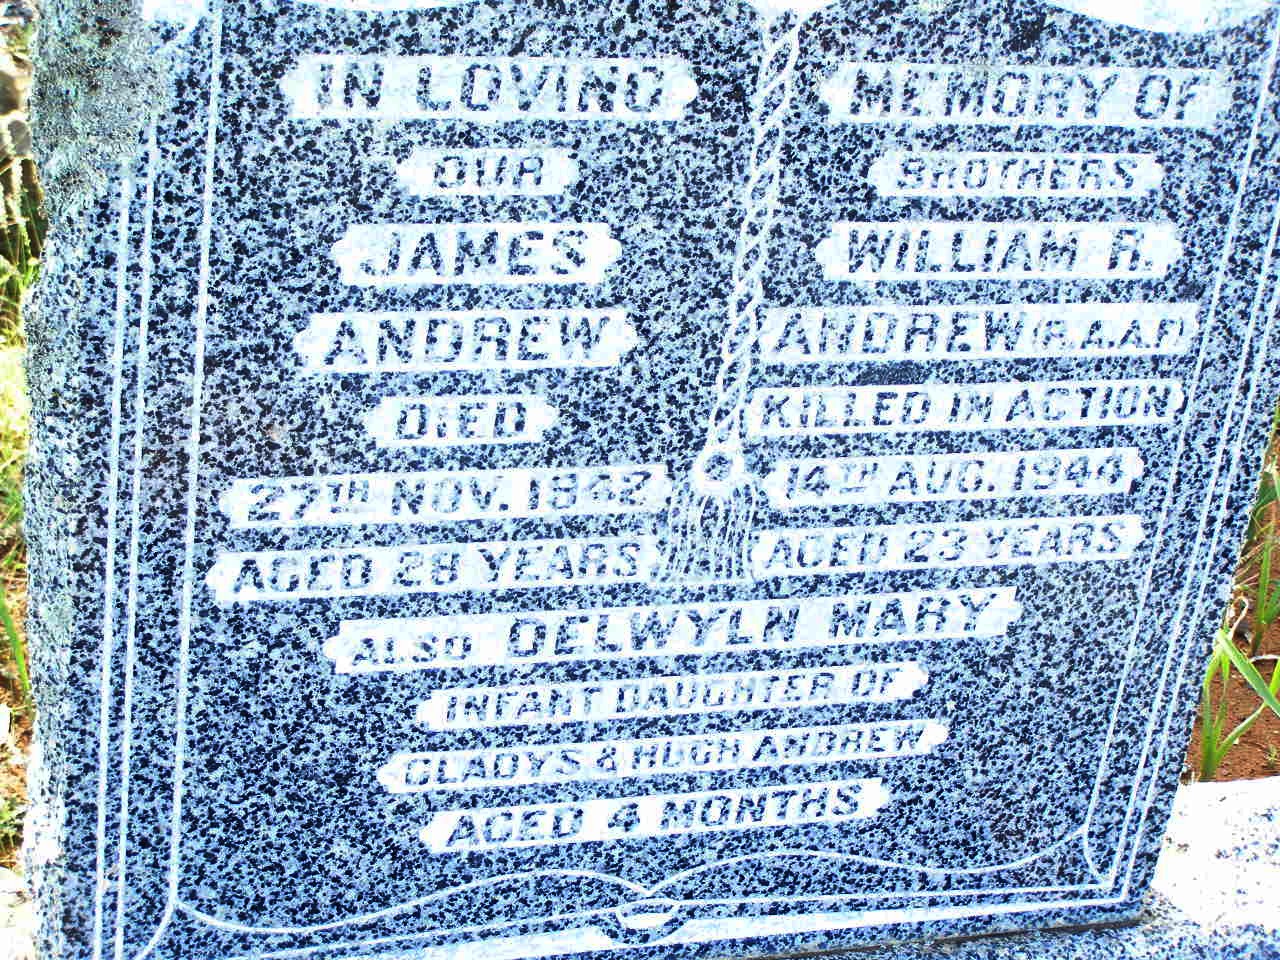 IN LOVING MEMORY OF
OUR BROTHERS
JAMES WILLIAM R.
ANDREW ANDREW (R.A.A.F)
DIED KILLED IN ACTION
27TH NOV. 1942 14TH AUG. 1944
AGED 28 YEARS AGED 23 YEARS
ALSO DELWYLN MARY
INFANT DAUGHTER OF
GLADYS & HUGH ANDREW
AGED 4 MONTHS